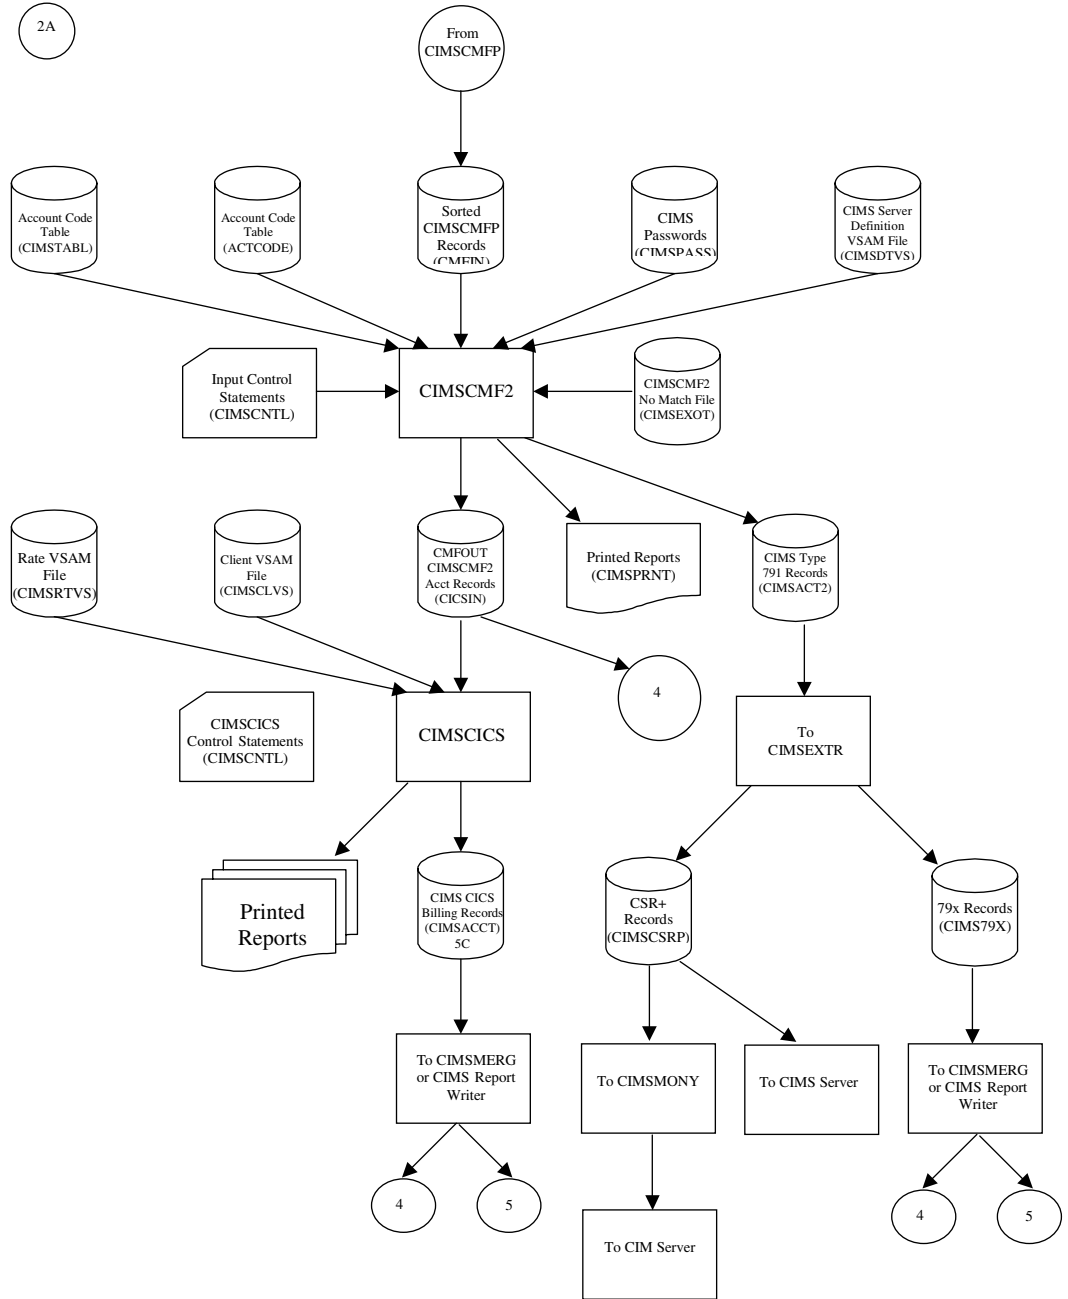 2A
From
CIMSCMFP
Account Code
Table
(CIMSTABL)
Account Code
Table
(ACTCODE)
Sorted
CIMSCMFP
Records
(CMFIN)
CIMS
Passwords
(CIMSPASS)
CIMS Server
Definition
VSAM File
(CIMSDTVS)
Input Control
Statements
(CIMSCNTL)
CIMSCMF2
CIMSCMF2
No Match File
(CIMSEXOT)
Rate VSAM
File
(CIMSRTVS)
Client VSAM
File
(CIMSCLVS)
CMFOUT
CIMSCMF2
Acct Records
(CICSIN)
Printed Reports
(CIMSPRNT)
CIMS Type
791 Records
(CIMSACT2)
4
CIMSCICS
Control Statements
(CIMSCNTL)
CIMSCICS
To
CIMSEXTR
Printed
Reports
CIMS CICS
Billing Records
(CIMSACCT)
5C
CSR+
Records
(CIMSCSRP)
79x Records
(CIMS79X)
To CIMSMERG
or CIMS Report
Writer
To CIMSMONY
To CIMS Server
To CIMSMERG
or CIMS Report
Writer
4
5
4
5
To CIM Server